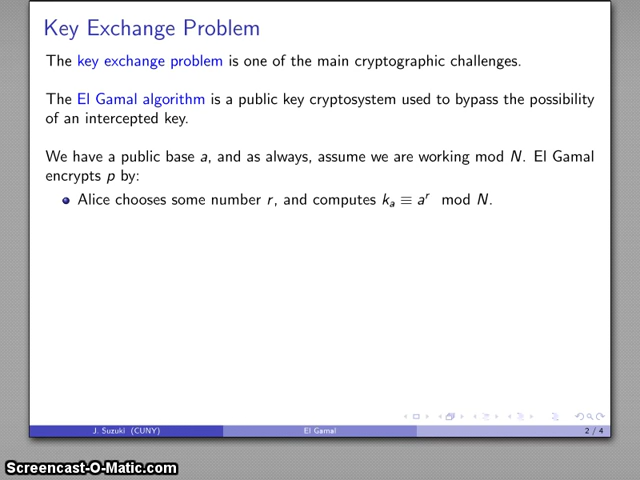 Key Exchange Problem
The key exchange problem is one of the main cryptographic challenges.
The El Gamal algorithm is a public key cryptosystem used to bypass the possibility
of an intercepted key.
We have a public base a, and as always, assume we are working mod N. El Gamal
encrypts p by:
Alice chooses some number r, and computes kₐ ≡ aʳ mod N.
J. Suzuki (CUNY) El Gamal 2 / 4
Screencast-O-Matic.com